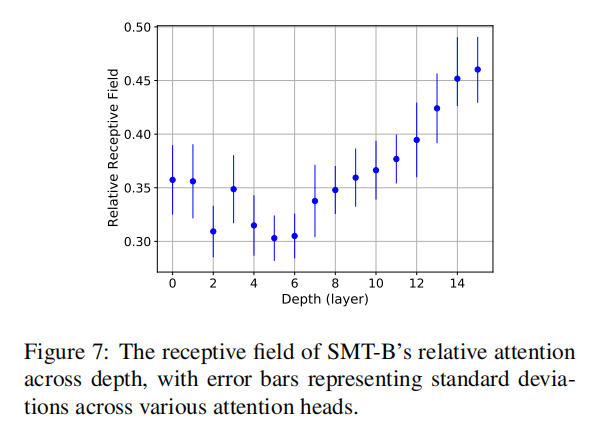 0.50
0.45
0.40
0.35
0.30
Relative Receptive Field
0 2 4 6 8 10 12 14
Depth (layer)
Figure 7: The receptive field of SMT-B's relative attention
across depth, with error bars representing standard devia-
tions across various attention heads.